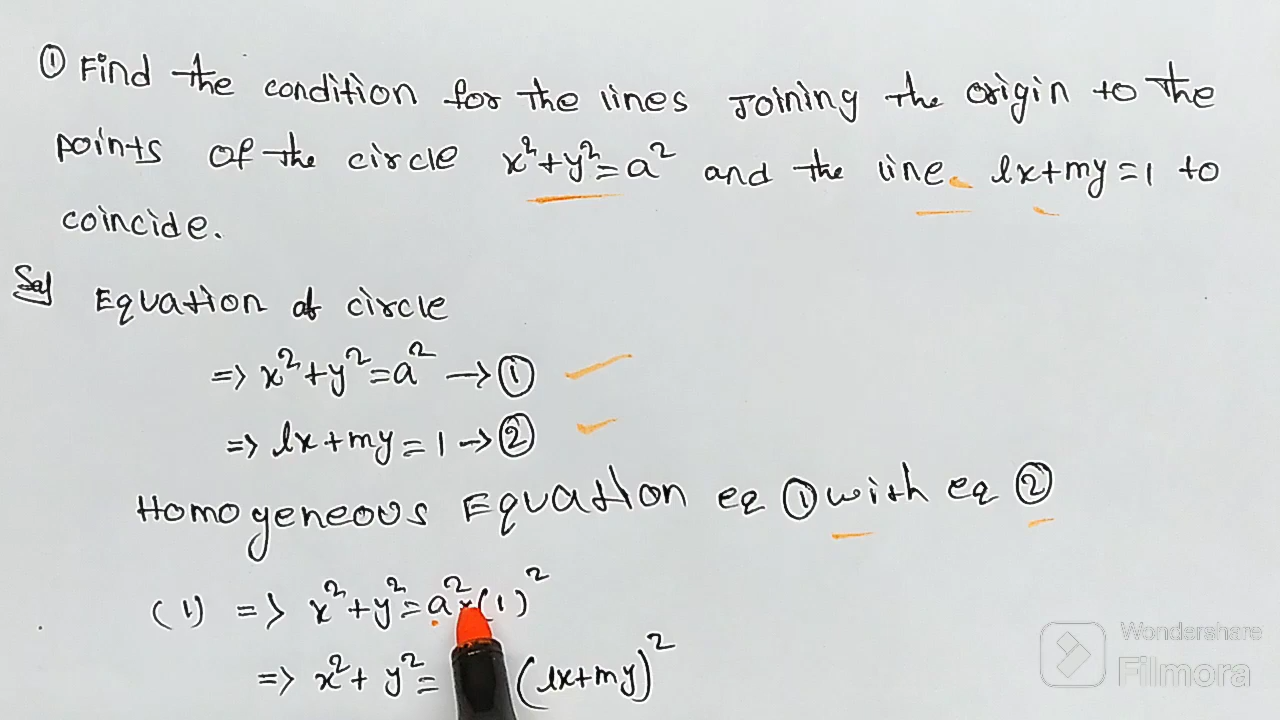 ① Find the condition for the lines Joining the origin to the
points of the circle x²+y²=a² and the line lx+my=1 to
coincide.
Sol Equation of circle
=> x²+y²=a² → ①
=> lx+my=1 → ②
Homogeneous Equation eq ① with eq ②
(1) => x²+y²=a²×(1)²
=> x²+y²= (lx+my)²
Wondershare
Filmora